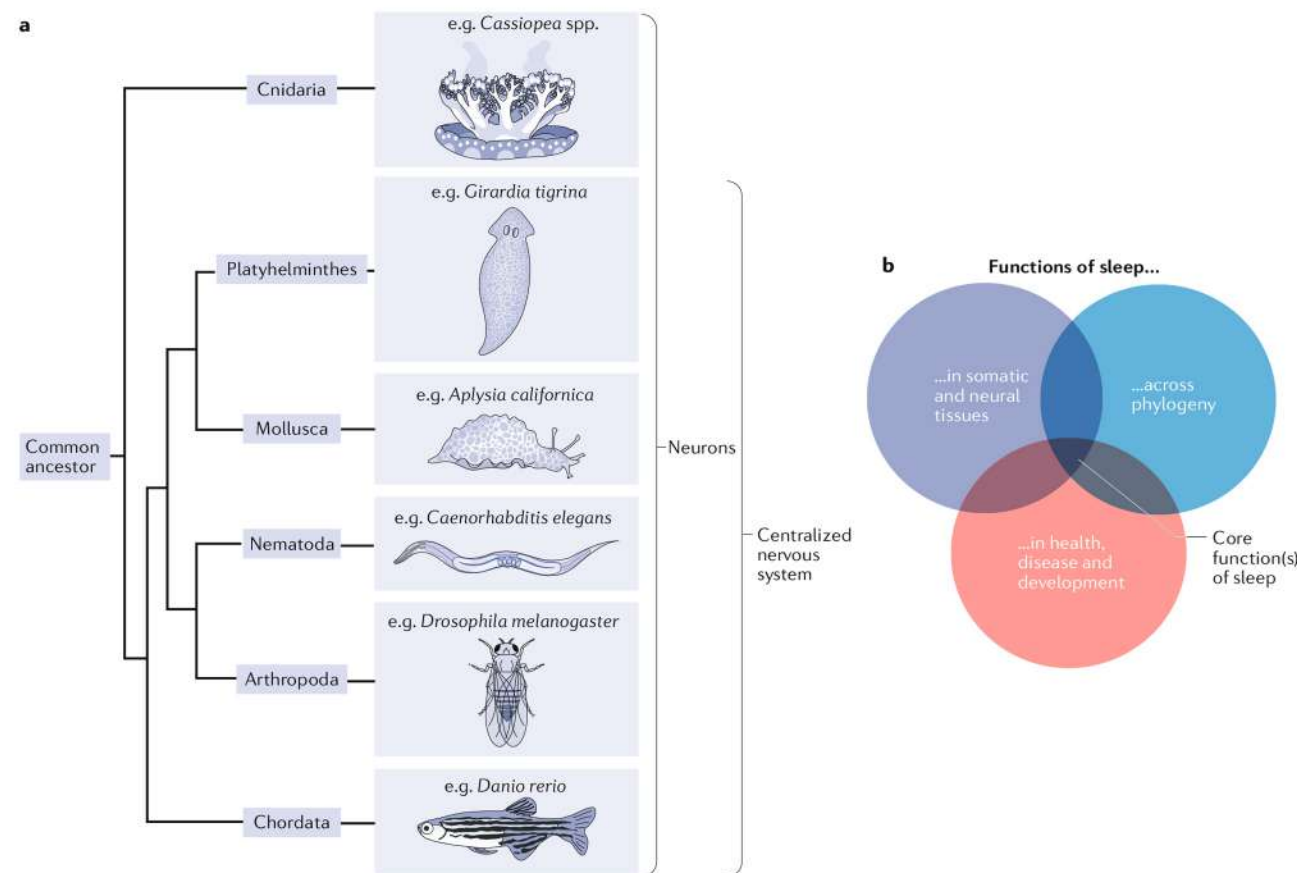 a
e.g. Cassiopea spp.
Cnidaria
e.g. Girardia tigrina
Platyhelminthes
e.g. Aplysia californica
Mollusca
Common
ancestor
Neurons
e.g. Caenorhabditis elegans
Nematoda
Centralized
nervous
system
e.g. Drosophila melanogaster
Arthropoda
e.g. Danio rerio
Chordata
b
Functions of sleep...
...in somatic
and neural
tissues
...across
phylogeny
...in health,
disease and
development
Core
function(s)
of sleep